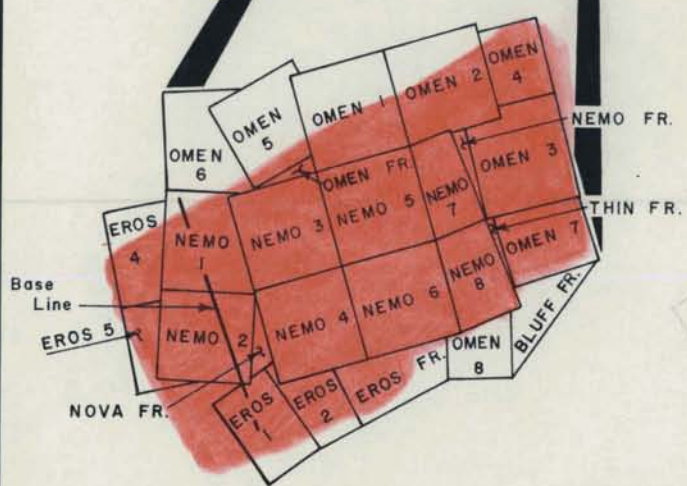 OMEN 6
OMEN 5
OMEN 1
OMEN 2
OMEN 4
NEMO FR.
OMEN 3
OMEN FR.
THIN FR.
EROS 4
NEMO 1
NEMO 3
NEMO 5
NEMO 7
OMEN 7
Base Line
EROS 5
NEMO 2
NEMO 4
NEMO 6
NEMO 8
OMEN 8
BLUFF FR.
NOVA FR.
EROS 1
EROS 2
EROS FR.